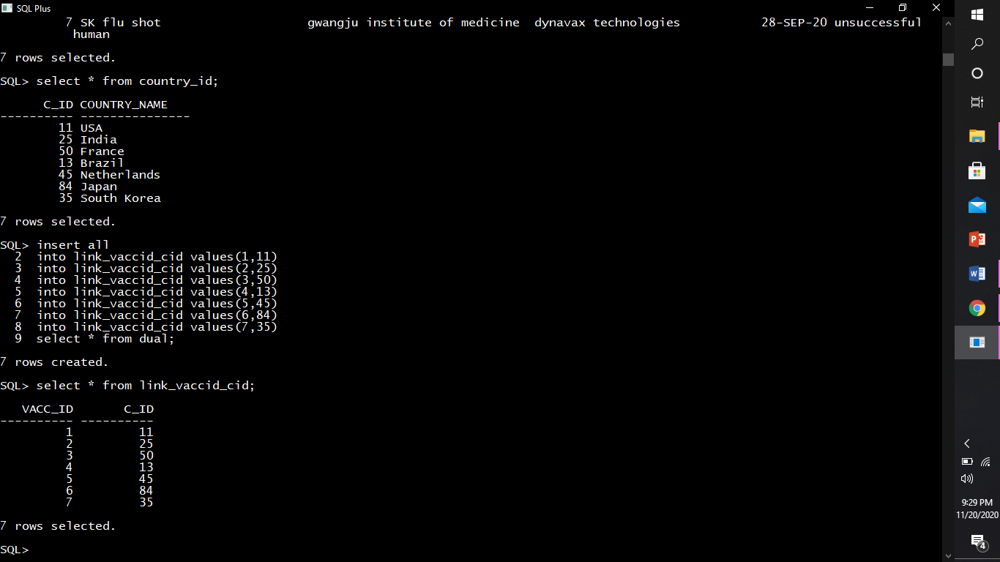 SQL Plus
7 SK flu shot                    gwangju institute of medicine  dynavax technologies           28-SEP-20 unsuccessful
human
7 rows selected.
SQL> select * from country_id;
C_ID COUNTRY_NAME
---------- ---------------
11 USA
25 India
50 France
13 Brazil
45 Netherlands
84 Japan
35 South Korea
7 rows selected.
SQL> insert all
2  into link_vaccid_cid values(1,11)
3  into link_vaccid_cid values(2,25)
4  into link_vaccid_cid values(3,50)
5  into link_vaccid_cid values(4,13)
6  into link_vaccid_cid values(5,45)
7  into link_vaccid_cid values(6,84)
8  into link_vaccid_cid values(7,35)
9  select * from dual;
7 rows created.
SQL> select * from link_vaccid_cid;
VACC_ID       C_ID
---------- ----------
1         11
2         25
3         50
4         13
5         45
6         84
7         35
7 rows selected.
SQL>
9:29 PM
11/20/2020
4